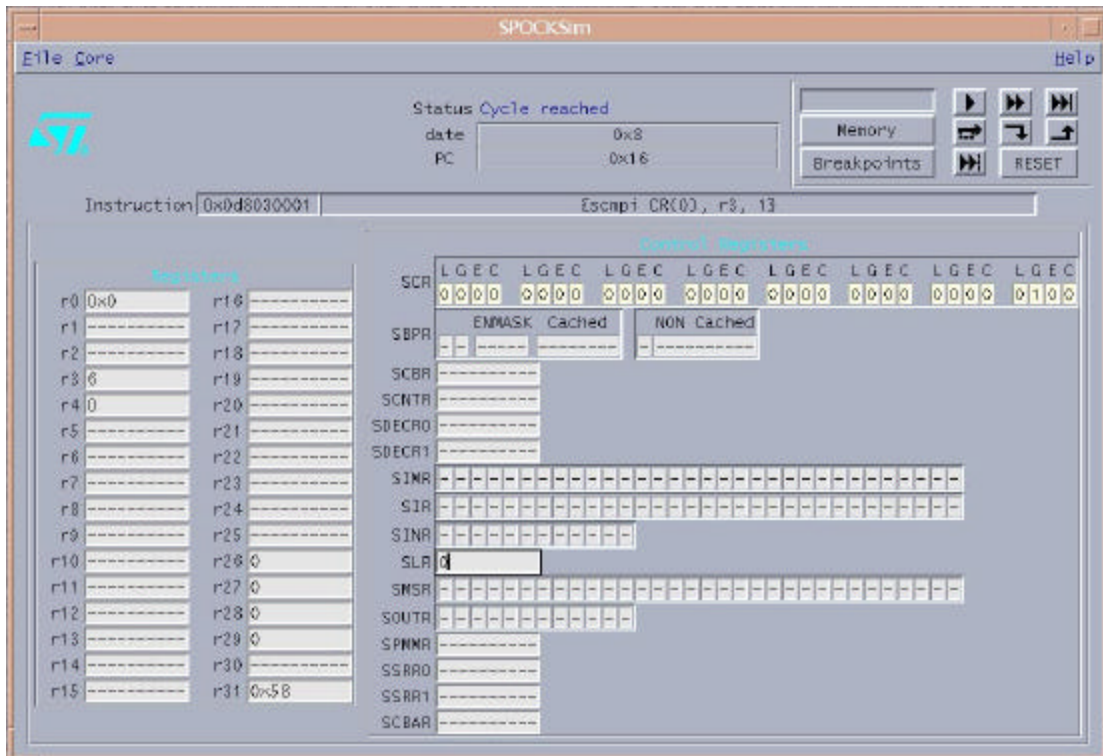 SPOCKSim
File Core Help
ST
Status Cycle reached
date 0x8
PC 0x16
Memory
Breakpoints RESET
Instruction 0x0d8030001 Escmpi CR(0), r3, 13
Registers
r0 0x0 r16 ----------
r1 ---------- r17 ----------
r2 ---------- r18 ----------
r3 6 r19 ----------
r4 0 r20 ----------
r5 ---------- r21 ----------
r6 ---------- r22 ----------
r7 ---------- r23 ----------
r8 ---------- r24 ----------
r9 ---------- r25 ----------
r10 ---------- r26 0
r11 ---------- r27 0
r12 ---------- r28 0
r13 ---------- r29 0
r14 ---------- r30 ----------
r15 ---------- r31 0x58
Control Registers
L G E C L G E C L G E C L G E C L G E C L G E C L G E C L G E C
SCR 0 0 0 0 0 0 0 0 0 0 0 0 0 0 0 0 0 0 0 0 0 0 0 0 0 0 0 0 0 1 0 0
ENMASK Cached NON Cached
SBPR - - ----- -------- - ----------
SCBR ----------
SCNTR ----------
SDECR0 ----------
SDECR1 ----------
SIMR - - - - - - - - - - - - - - - - - - - - - - - - - - - - - - - -
SIR - - - - - - - - - - - - - - - - - - - - - - - - - - - - - - - -
SINR - - - - - - - - - - - -
SLR 0
SMSR - - - - - - - - - - - - - - - - - - - - - - - - - - - - - - - -
SOUTR - - - - - - - - - - - -
SPMMR ----------
SSRR0 ----------
SSRR1 ----------
SCBAR ----------